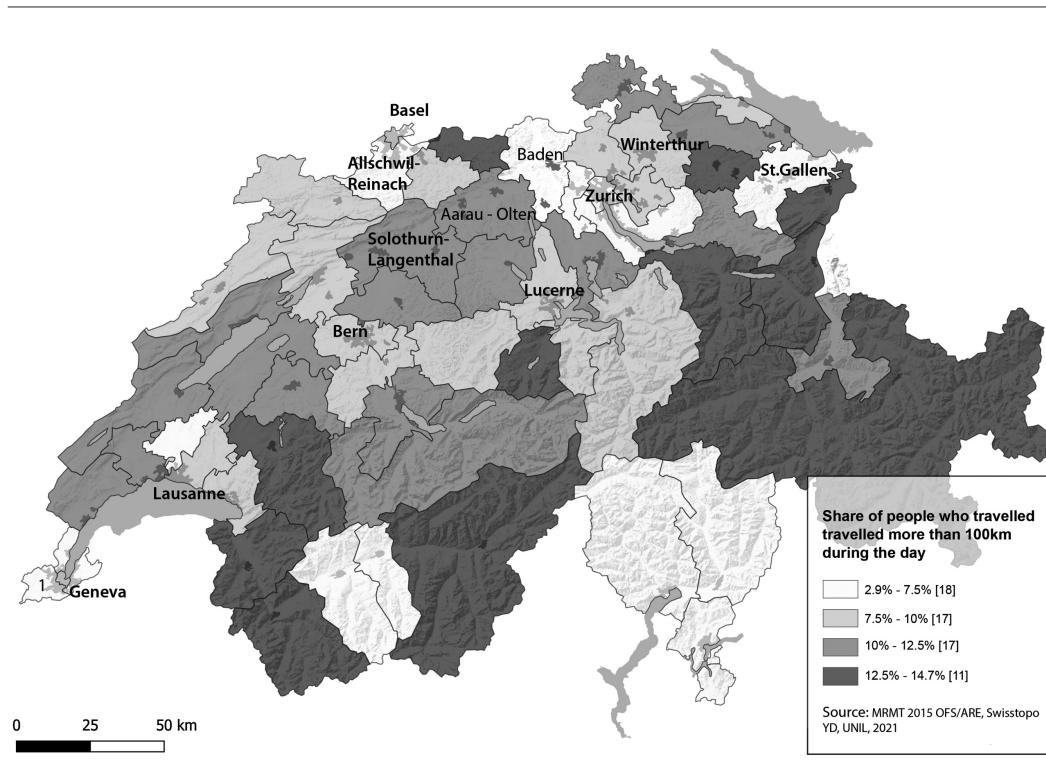 Basel
Allschwil-
Reinach
Baden
Winterthur
St.Gallen
Zurich
Aarau - Olten
Solothurn-
Langenthal
Lucerne
Bern
Lausanne
1
Geneva
0 25 50 km
Share of people who travelled
travelled more than 100km
during the day
2.9% - 7.5% [18]
7.5% - 10% [17]
10% - 12.5% [17]
12.5% - 14.7% [11]
Source: MRMT 2015 OFS/ARE, Swisstopo
YD, UNIL, 2021